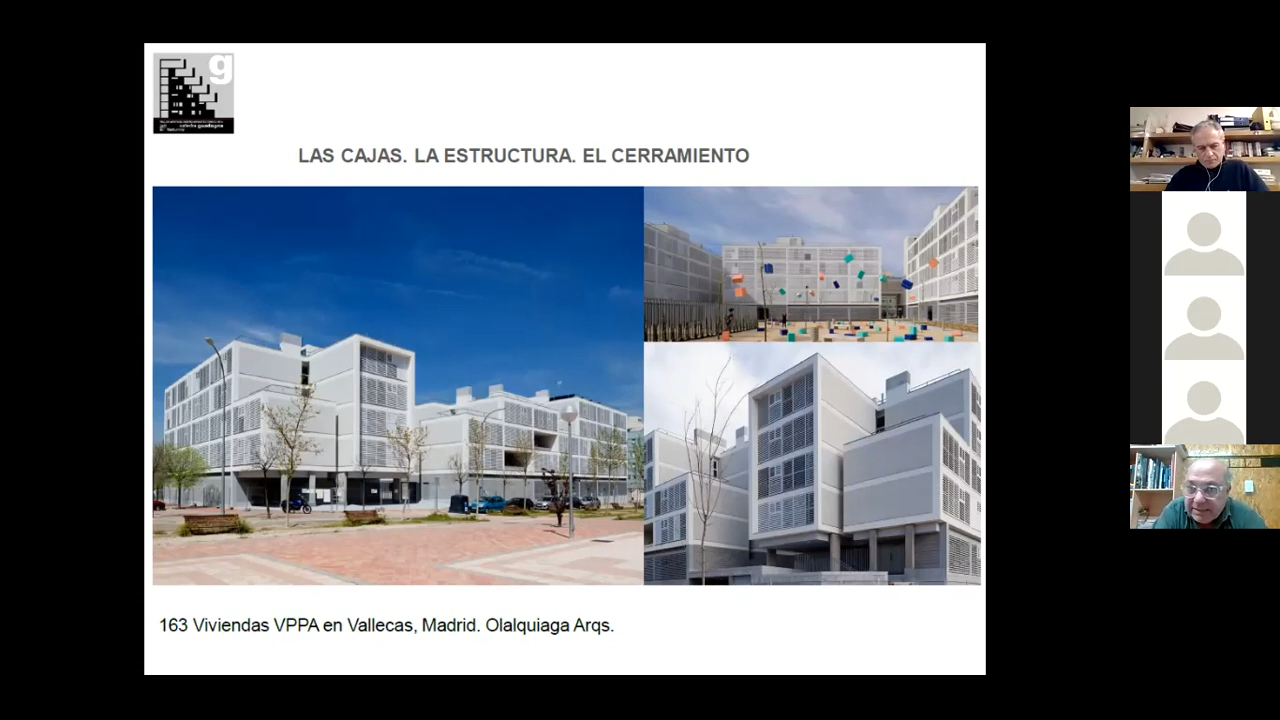 g
LAS CAJAS. LA ESTRUCTURA. EL CERRAMIENTO
163 Viviendas VPPA en Vallecas, Madrid. Olalquiaga Arqs.